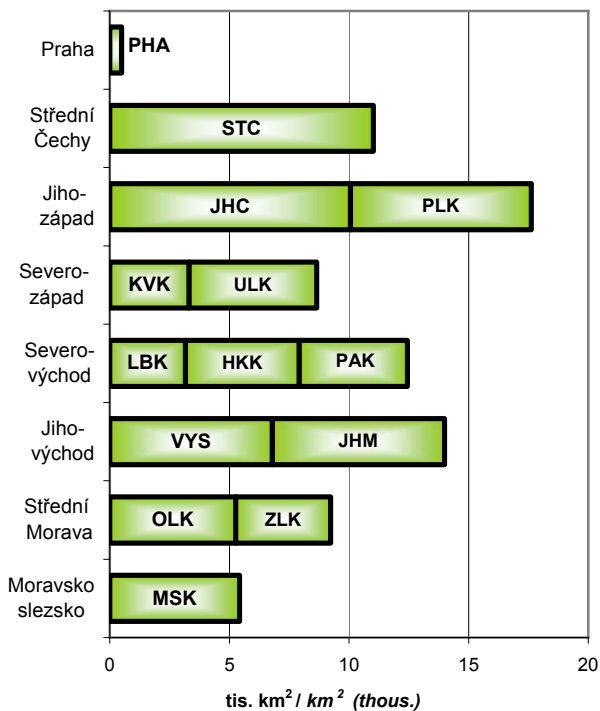 Praha
PHA
Střední
Čechy
STC
Jiho-
západ
JHC
PLK
Severo-
západ
KVK
ULK
Severo-
východ
LBK
HKK
PAK
Jiho-
východ
VYS
JHM
Střední
Morava
OLK
ZLK
Moravsko
slezsko
MSK
0 5 10 15 20
tis. km² / km² (thous.)